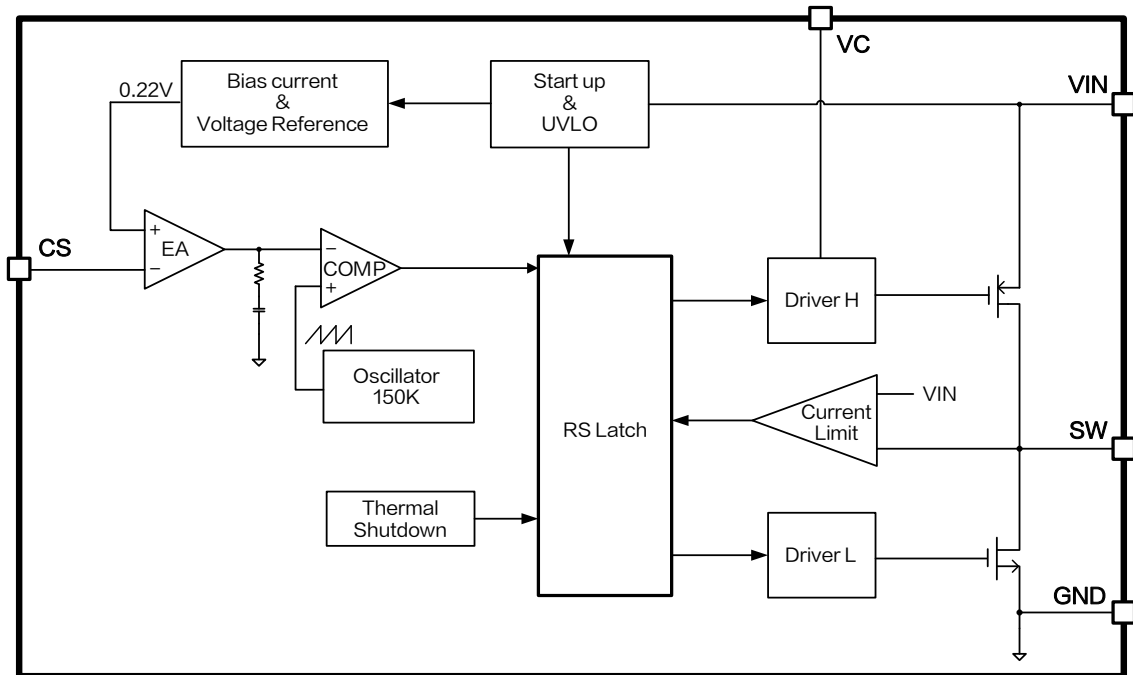 VC
VIN
Bias current
&
Voltage Reference
Start up
&
UVLO
0.22V
CS
+
EA
−
−
COMP
+
Driver H
Oscillator
150K
RS Latch
VIN
Current
Limit
SW
Thermal
Shutdown
Driver L
GND